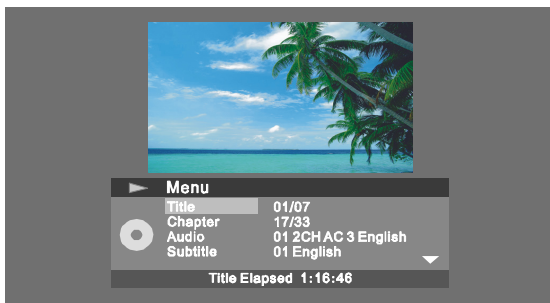 Menu
Title 01/07
Chapter 17/33
Audio 01 2CH AC 3 English
Subtitle 01 English
Title Elapsed 1:16:46